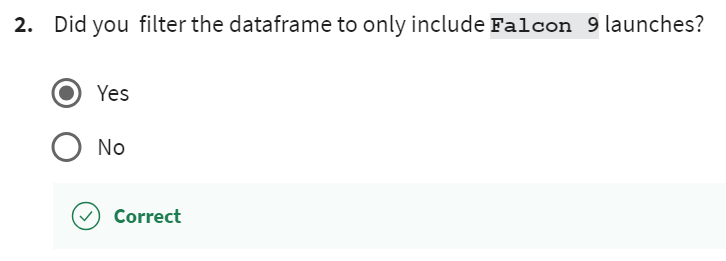 2. Did you filter the dataframe to only include Falcon 9 launches?
Yes
No
Correct